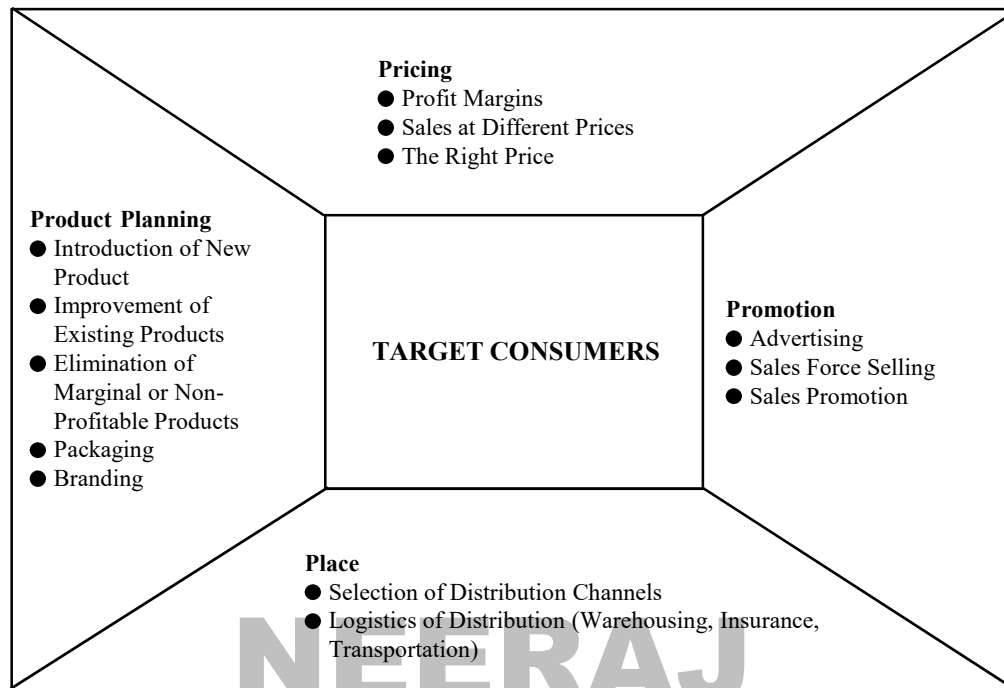 Pricing
● Profit Margins
● Sales at Different Prices
● The Right Price
Product Planning
● Introduction of New
Product
● Improvement of
Existing Products
● Elimination of
Marginal or Non-
Profitable Products
● Packaging
● Branding
TARGET CONSUMERS
Promotion
● Advertising
● Sales Force Selling
● Sales Promotion
Place
● Selection of Distribution Channels
● Logistics of Distribution (Warehousing, Insurance,
Transportation)
NEERAJ